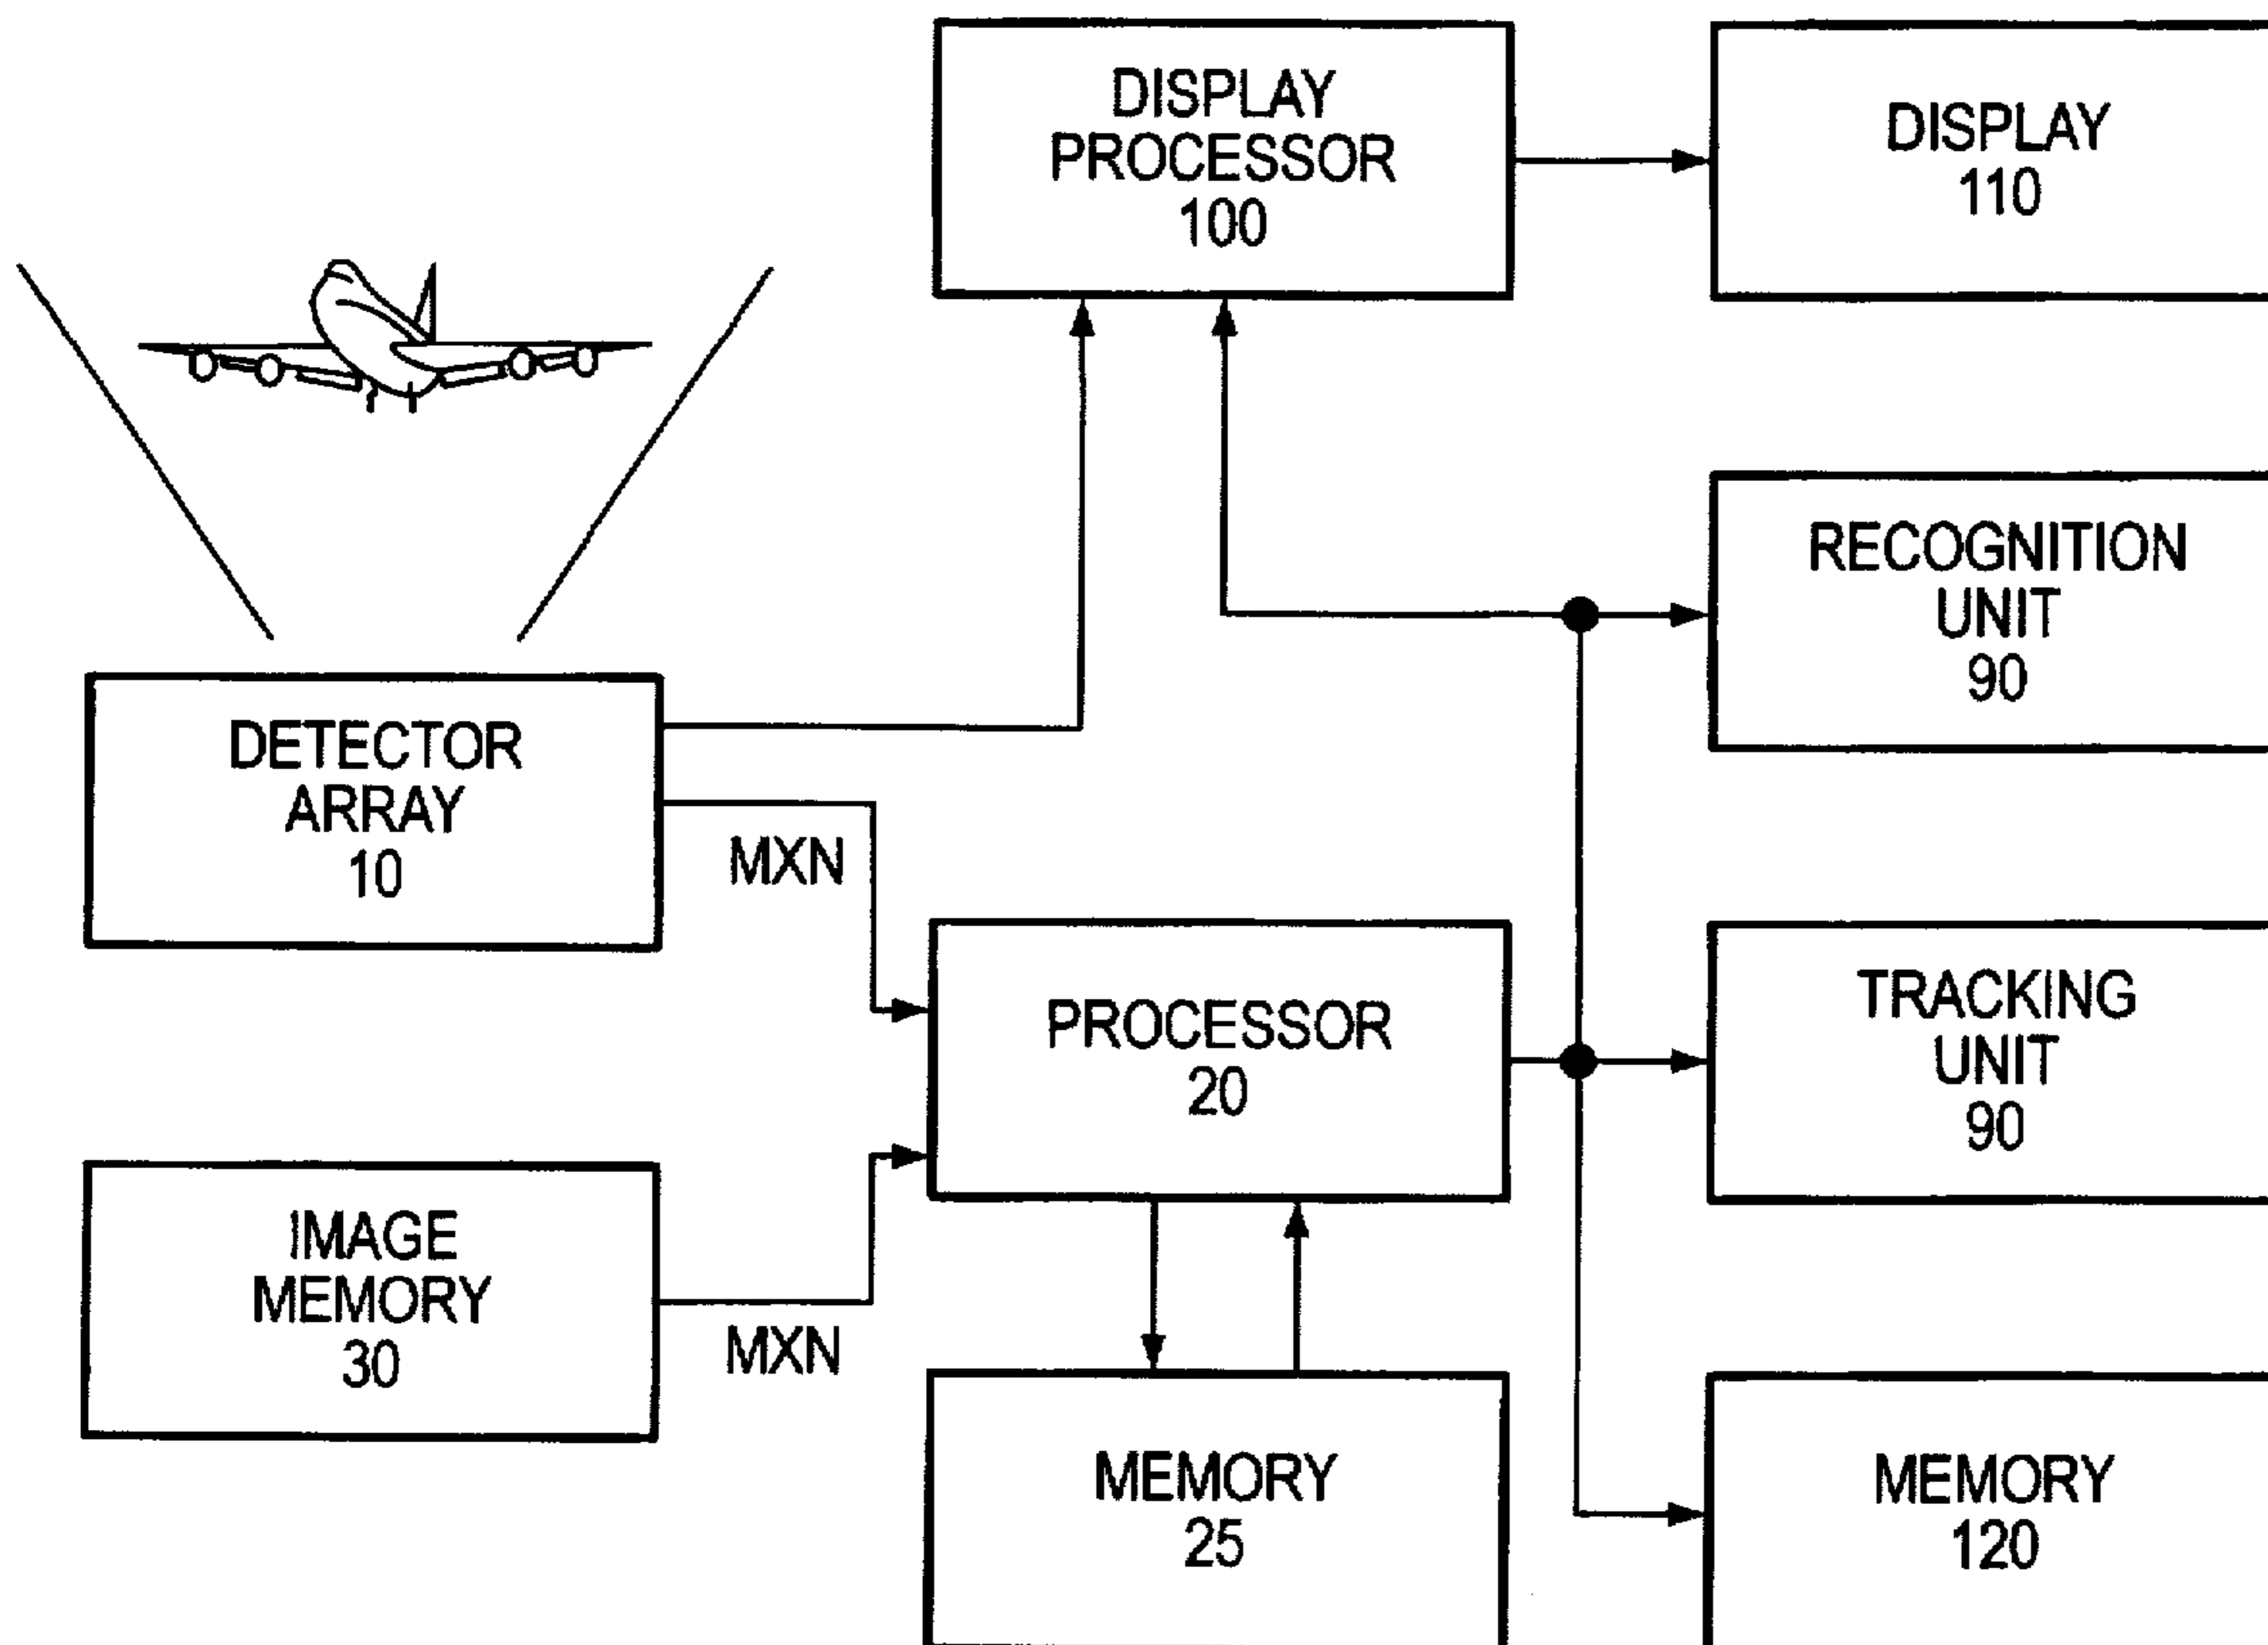 DISPLAY
PROCESSOR
100
DISPLAY
110
RECOGNITION
UNIT
90
DETECTOR
ARRAY
10
MXN
PROCESSOR
20
TRACKING
UNIT
90
IMAGE
MEMORY
30
MXN
MEMORY
25
MEMORY
120